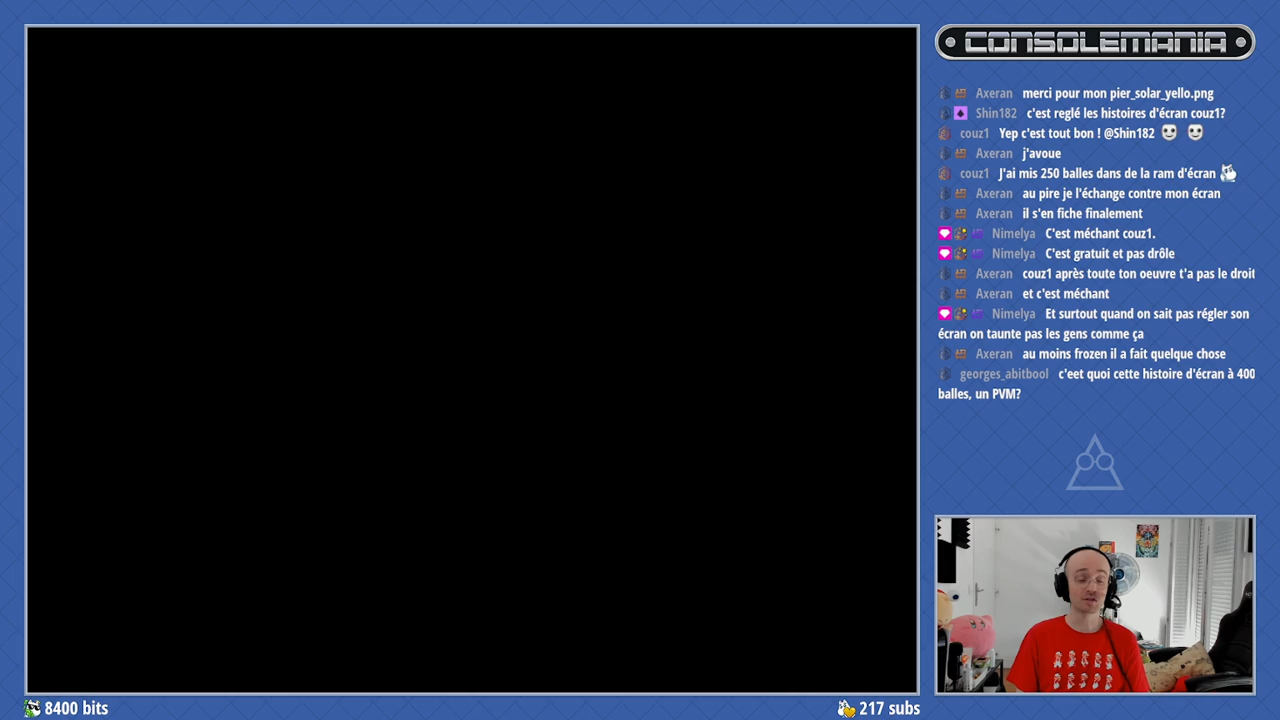 CONSOLEMANIA
Axeran merci pour mon pier_solar_yello.png
Shin182 c'est reglé les histoires d'écran couz1?
couz1 Yep c'est tout bon ! @Shin182
Axeran j'avoue
couz1 J'ai mis 250 balles dans de la ram d'écran
Axeran au pire je l'échange contre mon écran
Axeran il s'en fiche finalement
Nimelya C'est méchant couz1.
Nimelya C'est gratuit et pas drôle
Axeran couz1 après toute ton oeuvre t'a pas le droit
Axeran et c'est méchant
Nimelya Et surtout quand on sait pas régler son
écran on taunte pas les gens comme ça
Axeran au moins frozen il a fait quelque chose
georges_abitbool c'eet quoi cette histoire d'écran à 400
balles, un PVM?
8400 bits
217 subs